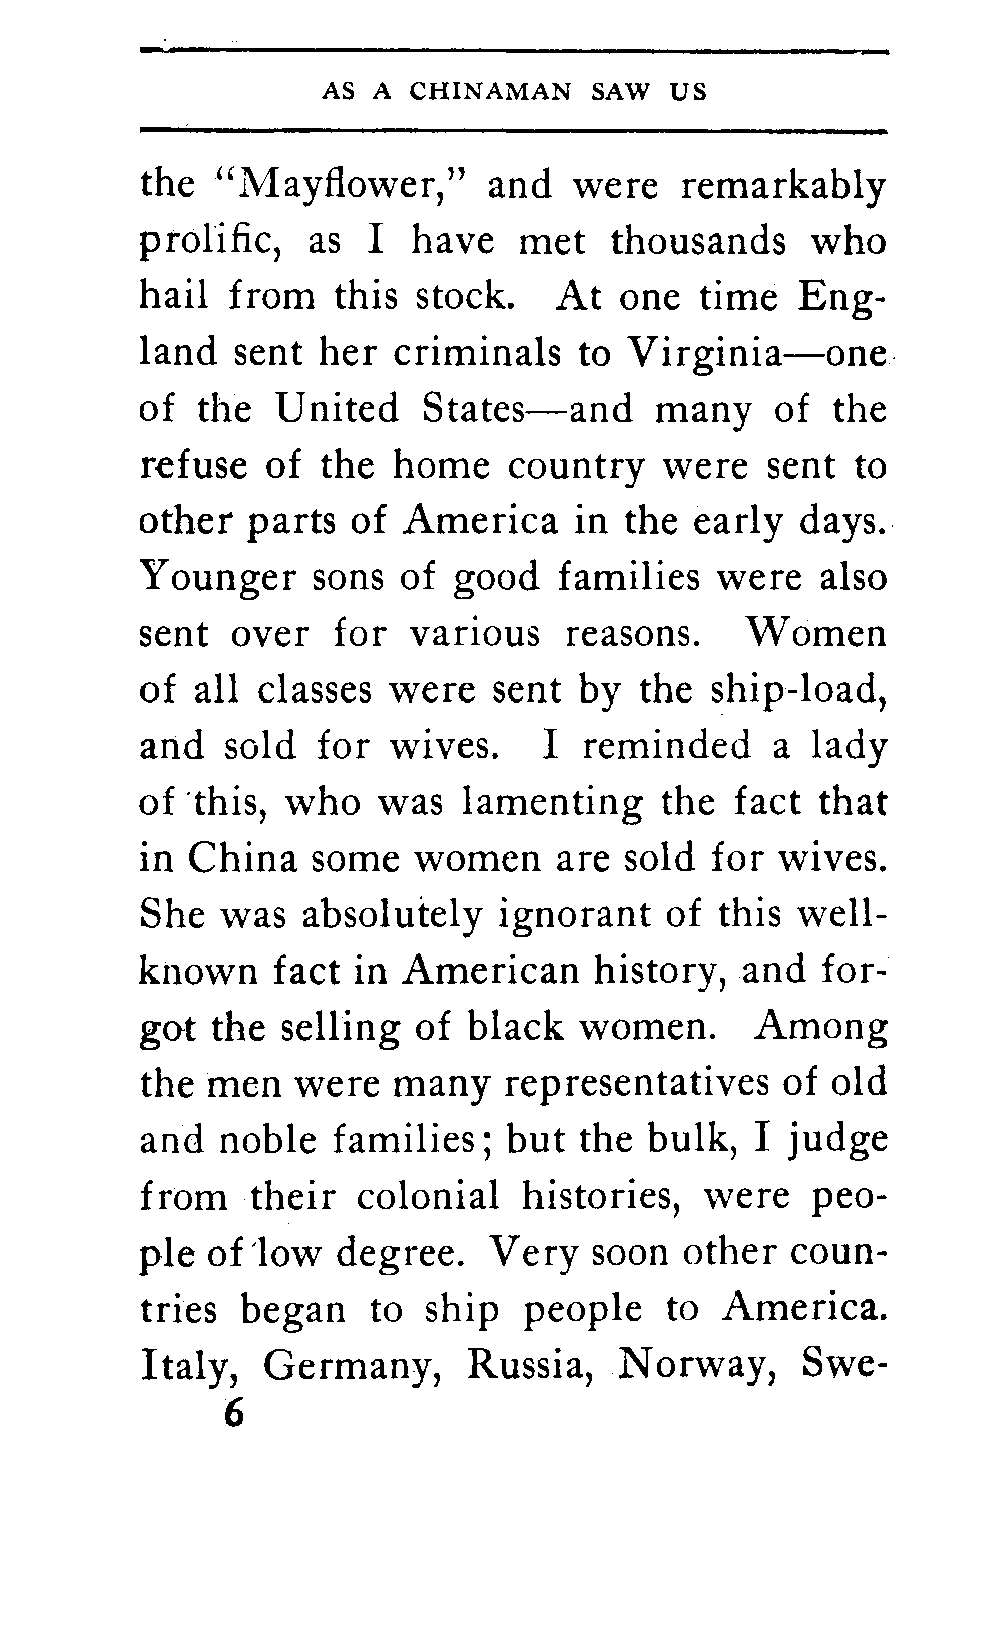 AS A CHINAMAN SAW US
the "Mayflower," and were remarkably
prolific, as I have met thousands who
hail from this stock. At one time Eng-
land sent her criminals to Virginia—one
of the United States—and many of the
refuse of the home country were sent to
other parts of America in the early days.
Younger sons of good families were also
sent over for various reasons. Women
of all classes were sent by the ship-load,
and sold for wives. I reminded a lady
of this, who was lamenting the fact that
in China some women are sold for wives.
She was absolutely ignorant of this well-
known fact in American history, and for-
got the selling of black women. Among
the men were many representatives of old
and noble families; but the bulk, I judge
from their colonial histories, were peo-
ple of low degree. Very soon other coun-
tries began to ship people to America.
Italy, Germany, Russia, Norway, Swe-
6